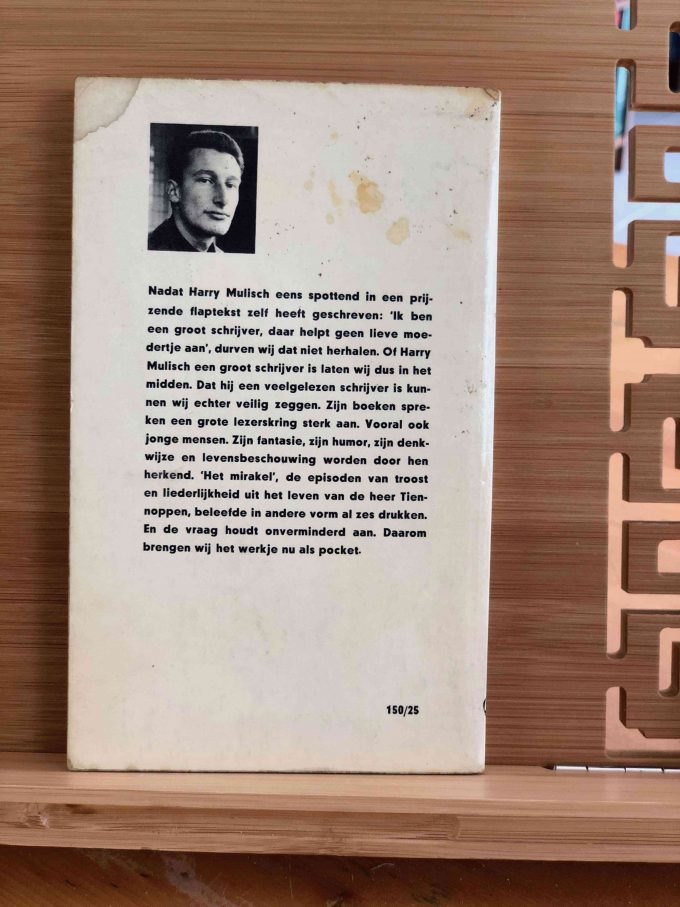 Nadat Harry Mulisch eens spottend in een prij-
zende flaptekst zelf heeft geschreven: 'Ik ben
een groot schrijver, daar helpt geen lieve moe-
dertje aan', durven wij dat niet herhalen. Of Harry
Mulisch een groot schrijver is laten wij dus in het
midden. Dat hij een veelgelezen schrijver is kun-
nen wij echter veilig zeggen. Zijn boeken spre-
ken een grote lezerskring sterk aan. Vooral ook
jonge mensen. Zijn fantasie, zijn humor, zijn denk-
wijze en levensbeschouwing worden door hen
herkend. 'Het mirakel', de episoden van troost
en liederlijkheid uit het leven van de heer Tien-
noppen, beleefde in andere vorm al zes drukken.
En de vraag houdt onverminderd aan. Daarom
brengen wij het werkje nu als pocket.
150/25